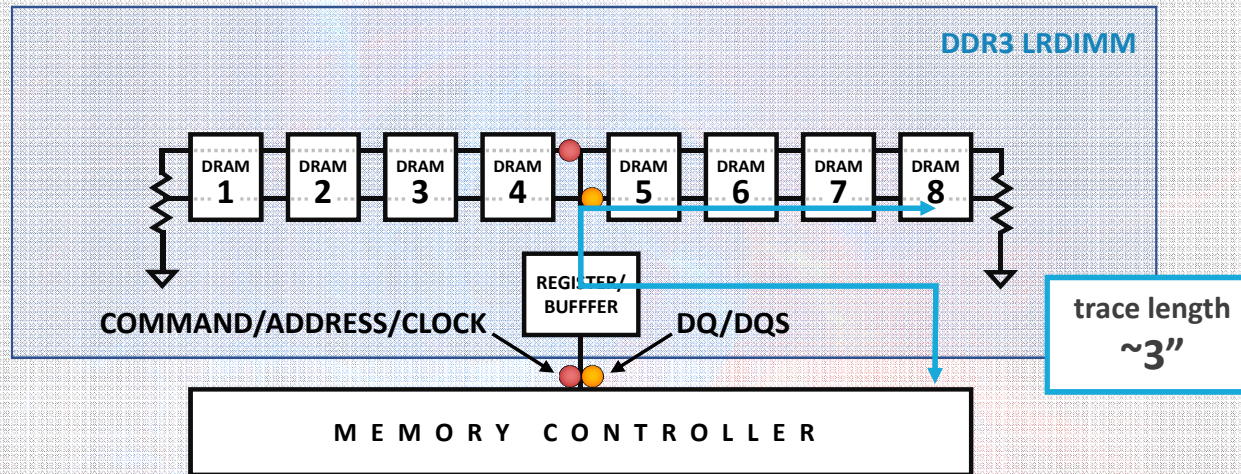 DDR3 LRDIMM
DRAM
1
DRAM
2
DRAM
3
DRAM
4
DRAM
5
DRAM
6
DRAM
7
DRAM
8
REGISTER/
BUFFFER
COMMAND/ADDRESS/CLOCK
DQ/DQS
trace length
~3”
MEMORY CONTROLLER